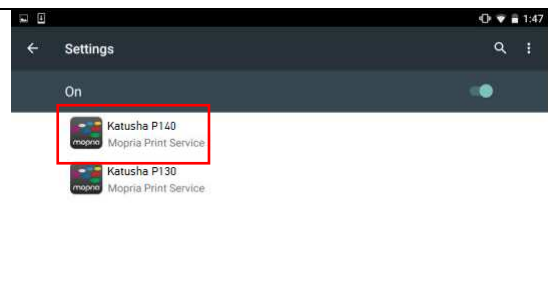 1:47
Settings
On
Katusha P140
mopria Mopria Print Service
Katusha P130
mopria Mopria Print Service